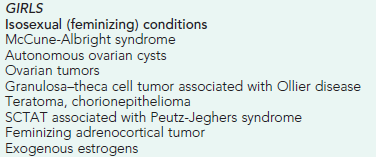 GIRLS
Isosexual (feminizing) conditions
McCune-Albright syndrome
Autonomous ovarian cysts
Ovarian tumors
Granulosa–theca cell tumor associated with Ollier disease
Teratoma, chorionepithelioma
SCTAT associated with Peutz-Jeghers syndrome
Feminizing adrenocortical tumor
Exogenous estrogens